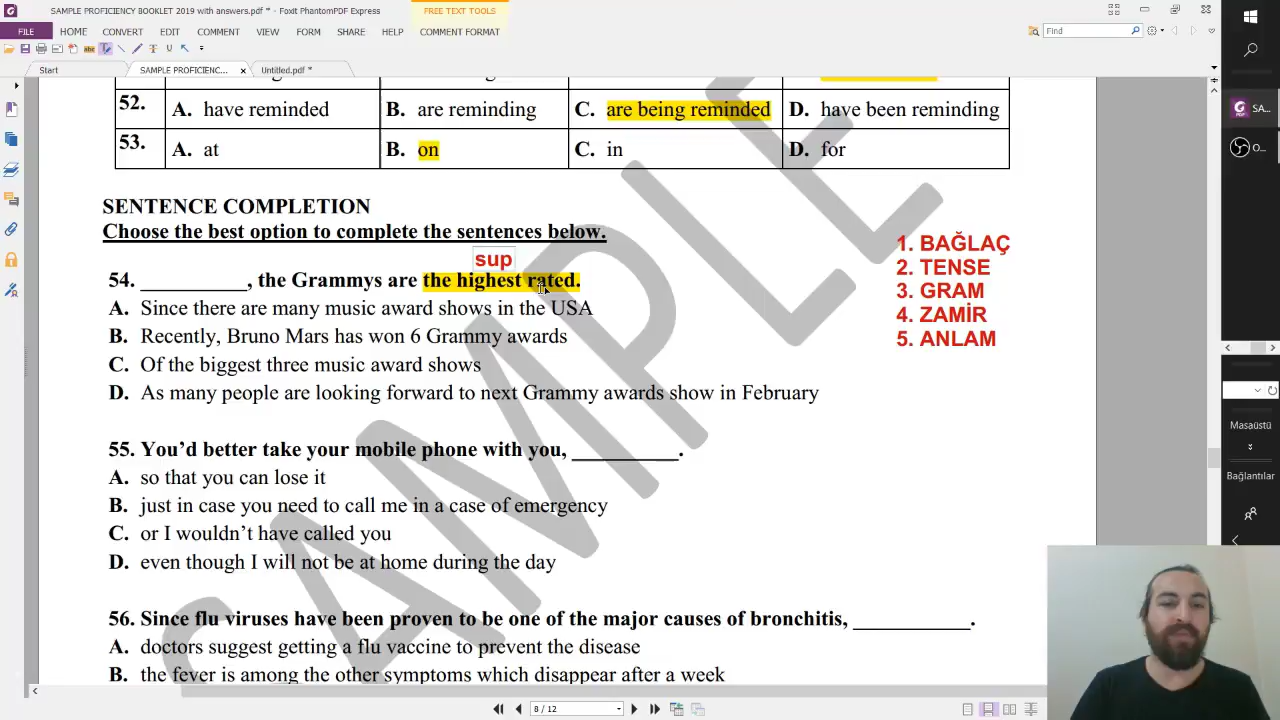 SAMPLE PROFICIENCY BOOKLET 2019 with answers.pdf * - Foxit PhantomPDF Express
FREE TEXT TOOLS
FILE HOME CONVERT EDIT COMMENT VIEW FORM SHARE HELP COMMENT FORMAT
Find
Start SAMPLE PROFICIENC... Untitled.pdf *
52. A. have reminded B. are reminding C. are being reminded D. have been reminding
53. A. at B. on C. in D. for
SENTENCE COMPLETION
Choose the best option to complete the sentences below.
sup
54. __________, the Grammys are the highest rated.
A. Since there are many music award shows in the USA
B. Recently, Bruno Mars has won 6 Grammy awards
C. Of the biggest three music award shows
D. As many people are looking forward to next Grammy awards show in February
1. BAĞLAÇ
2. TENSE
3. GRAM
4. ZAMİR
5. ANLAM
55. You’d better take your mobile phone with you, __________.
A. so that you can lose it
B. just in case you need to call me in a case of emergency
C. or I wouldn’t have called you
D. even though I will not be at home during the day
56. Since flu viruses have been proven to be one of the major causes of bronchitis, ___________.
A. doctors suggest getting a flu vaccine to prevent the disease
B. the fever is among the other symptoms which disappear after a week
SAMPLE
8 / 12
SA...
O...
Masaüstü
Bağlantılar